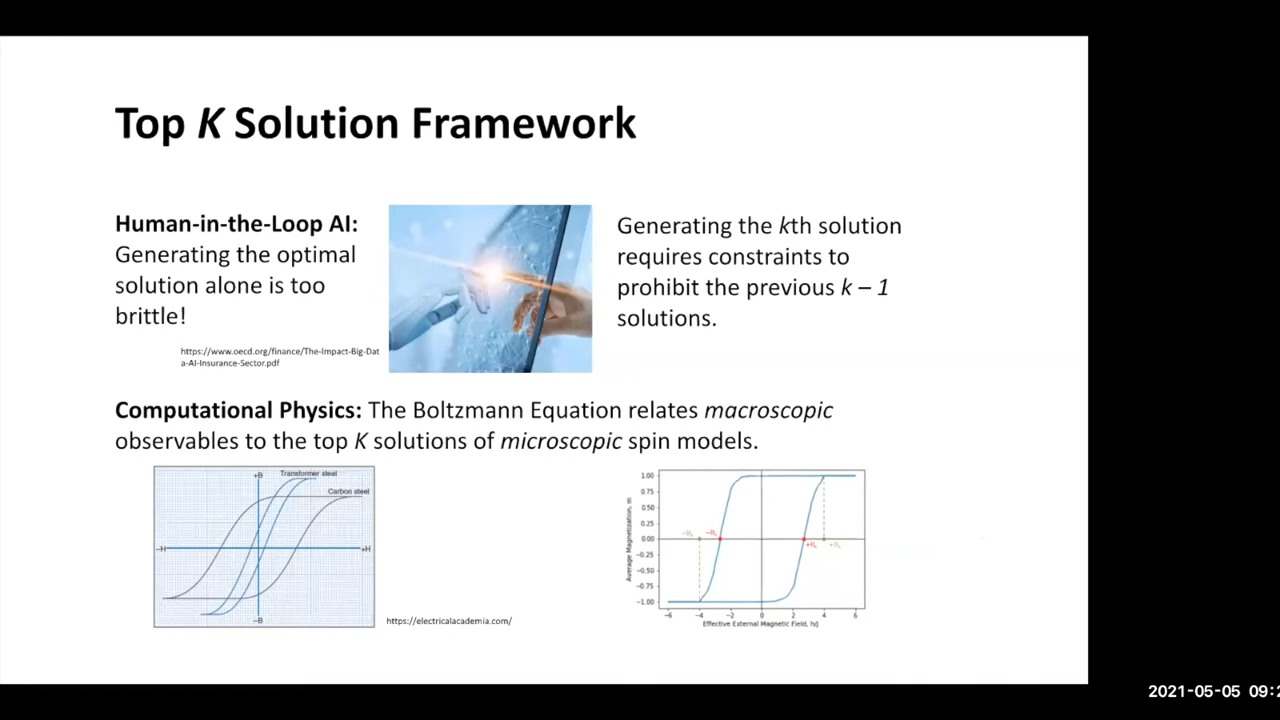 Top K Solution Framework
Human-in-the-Loop AI:
Generating the optimal
solution alone is too
brittle!
https://www.oecd.org/finance/The-Impact-Big-Dat
a-AI-Insurance-Sector.pdf
Generating the kth solution
requires constraints to
prohibit the previous k – 1
solutions.
Computational Physics: The Boltzmann Equation relates macroscopic
observables to the top K solutions of microscopic spin models.
+B
Transformer steel
Carbon steel
-H
+H
-B
https://electricalacademia.com/
1.00
0.75
0.50
0.25
0.00
−0.25
−0.50
−0.75
−1.00
Average Magnetization, m
−6 −4 −2 0 2 4 6
Effective External Magnetic Field, h/J
2021-05-05 09:2